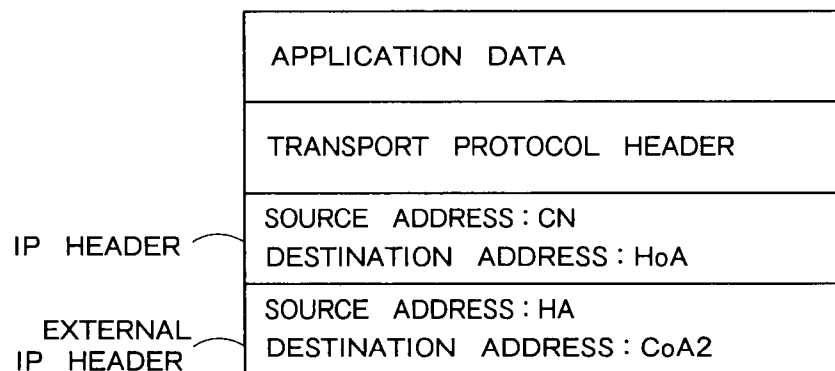 APPLICATION DATA
TRANSPORT PROTOCOL HEADER
IP HEADER
SOURCE ADDRESS : CN
DESTINATION ADDRESS : HoA
EXTERNAL
IP HEADER
SOURCE ADDRESS : HA
DESTINATION ADDRESS : CoA2